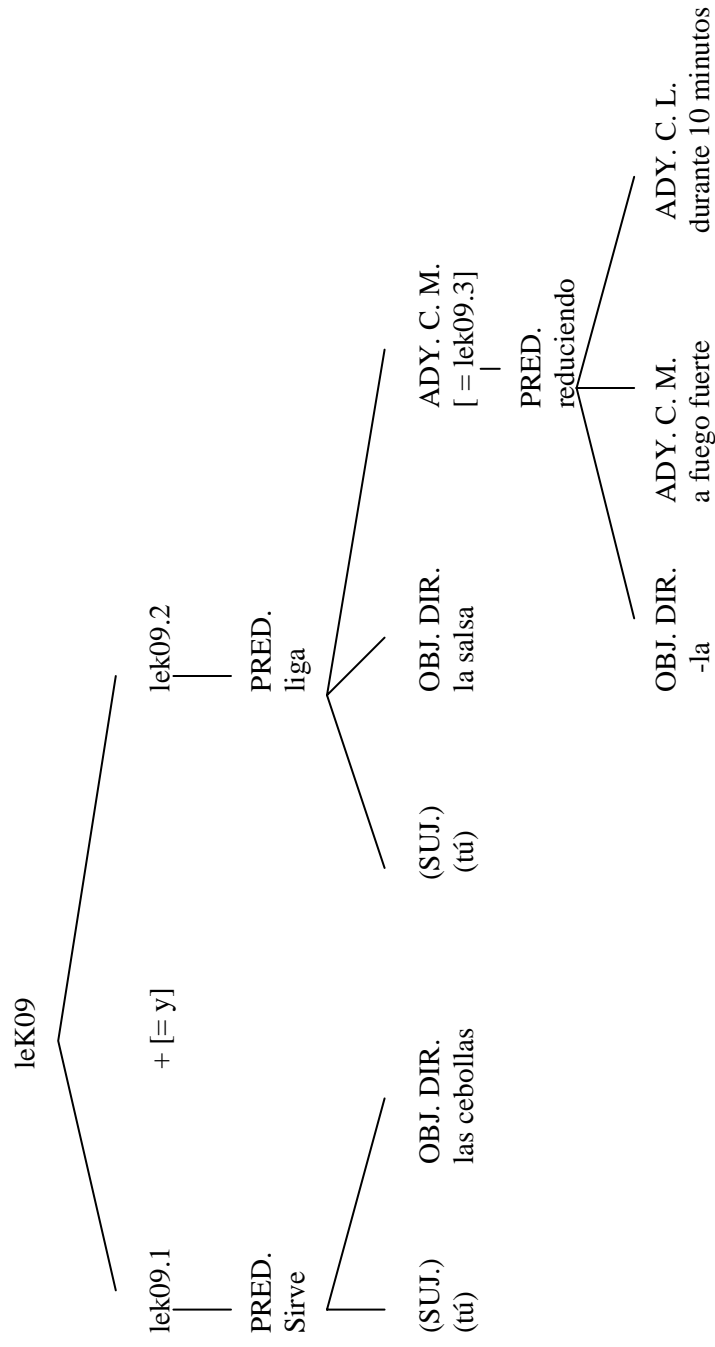 leK09
lek09.1
+ [= y]
lek09.2
PRED.
Sirve
PRED.
liga
(SUJ.)
(tú)
OBJ. DIR.
las cebollas
(SUJ.)
(tú)
OBJ. DIR.
la salsa
ADY. C. M.
[ = lek09.3]
PRED.
reduciendo
OBJ. DIR.
-la
ADY. C. M.
a fuego fuerte
ADY. C. L.
durante 10 minutos